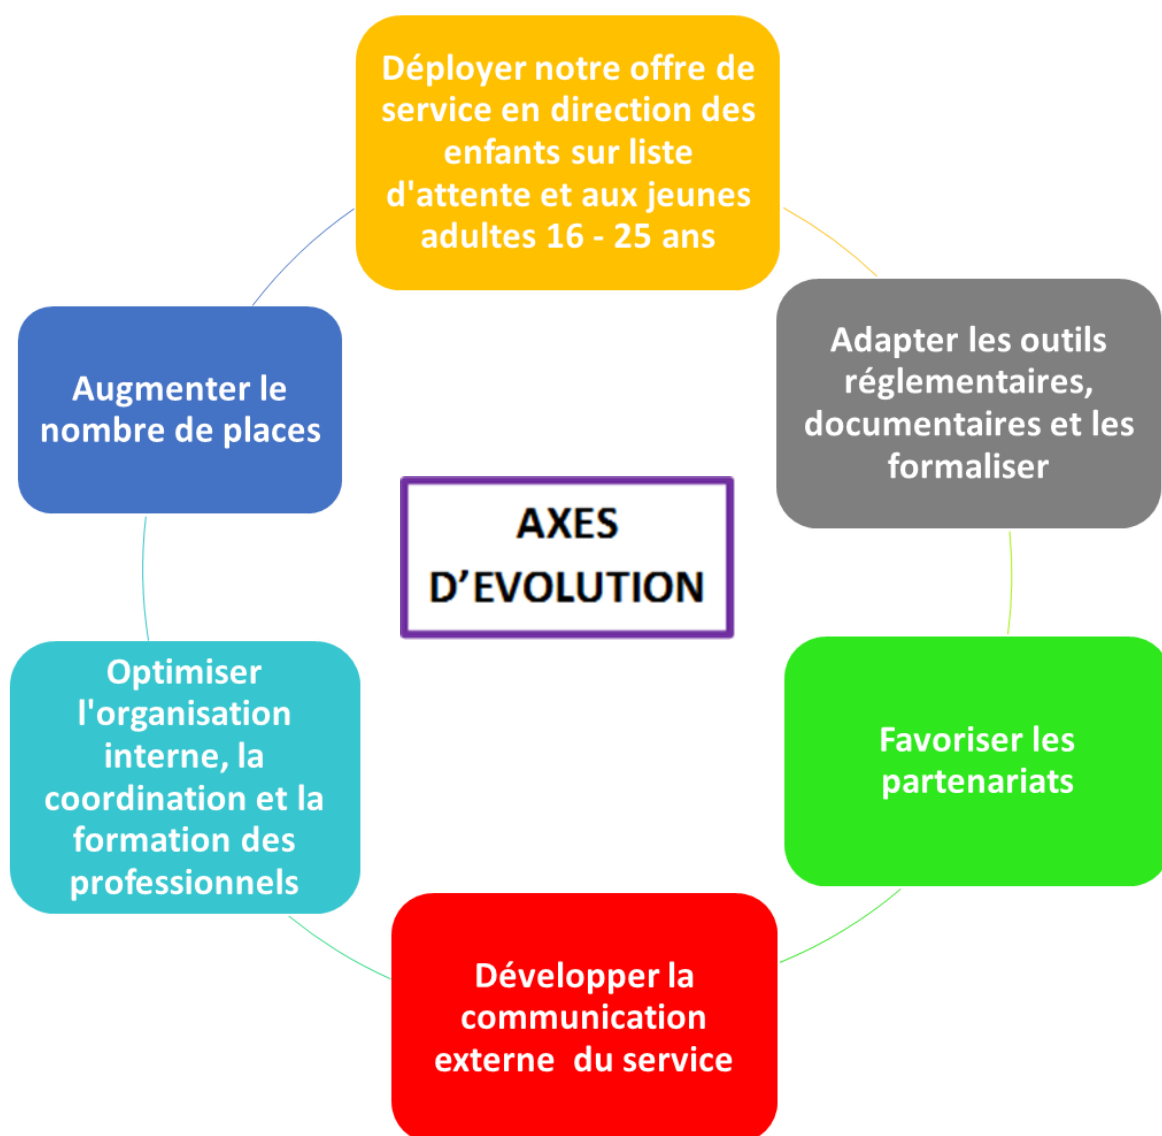 Déployer notre offre de
service en direction des
enfants sur liste
d'attente et aux jeunes
adultes 16 - 25 ans
Adapter les outils
réglementaires,
documentaires et les
formaliser
Favoriser les
partenariats
Développer la
communication
externe  du service
Optimiser
l'organisation
interne, la
coordination et la
formation des
professionnels
Augmenter le
nombre de places
AXES
D’EVOLUTION